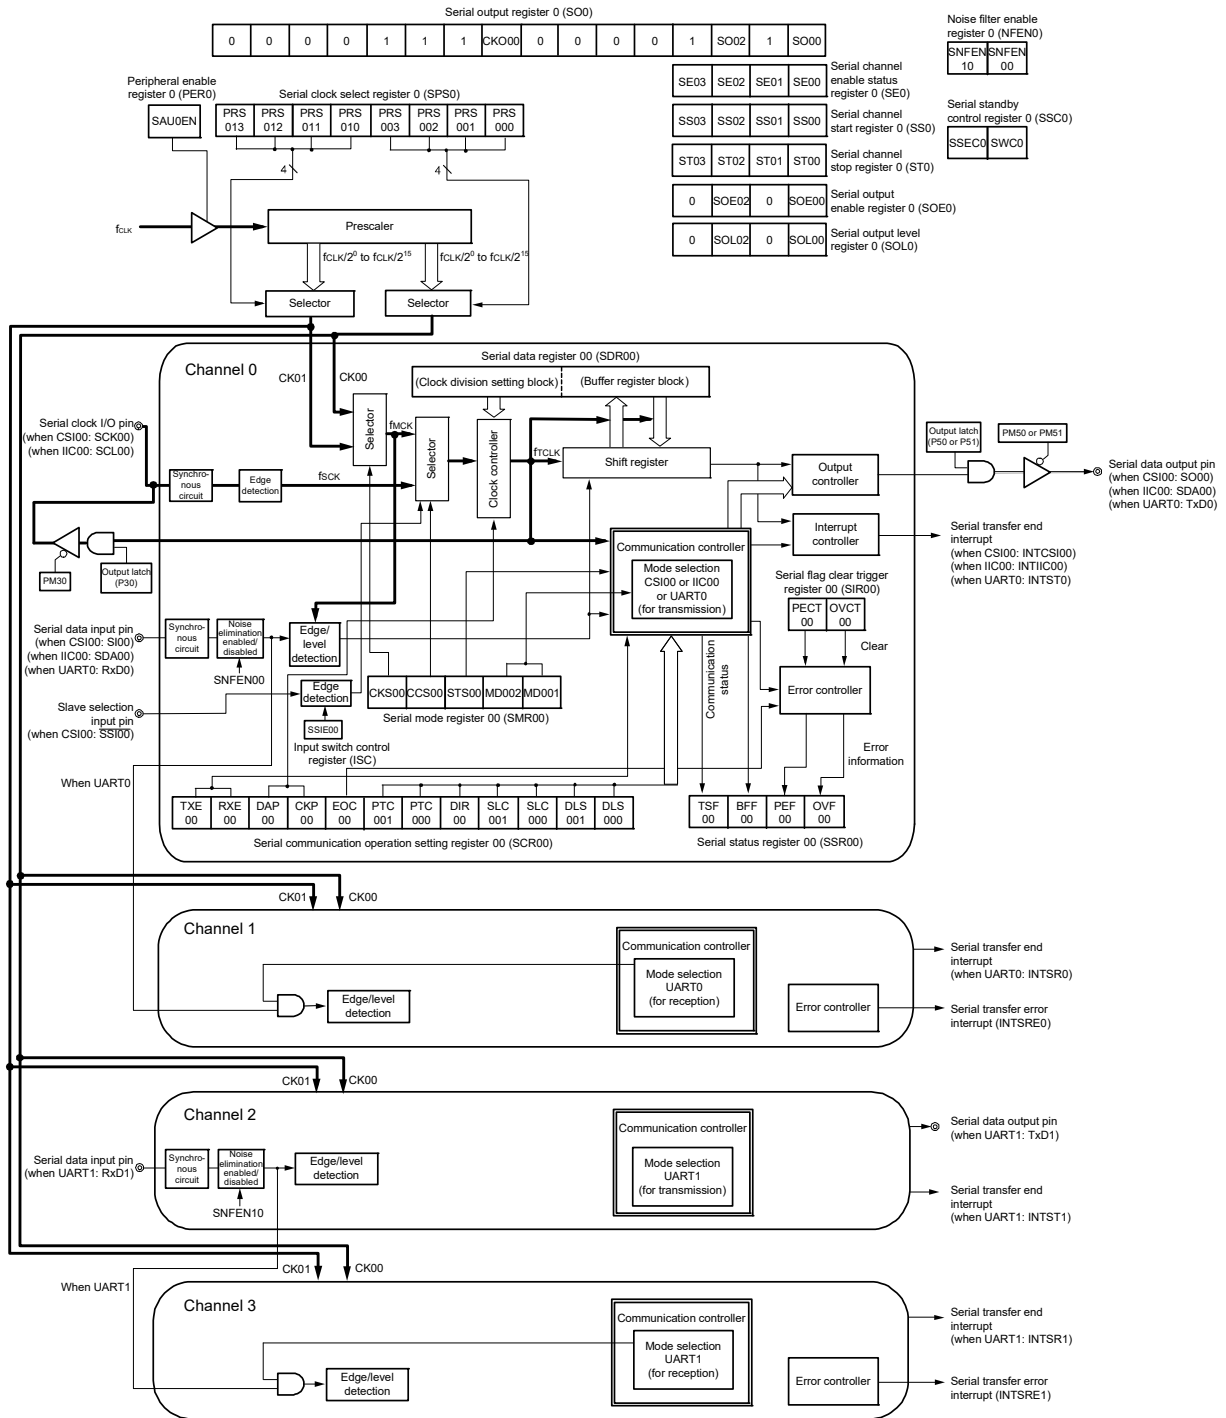 Serial output register 0 (SO0)
0 0 0 0 1 1 1 CKO00 0 0 0 0 1 SO02 1 SO00
Noise filter enable
register 0 (NFEN0)
SNFEN
10
SNFEN
00
Peripheral enable
register 0 (PER0)
SAU0EN
Serial clock select register 0 (SPS0)
PRS
013
PRS
012
PRS
011
PRS
010
PRS
003
PRS
002
PRS
001
PRS
000
4
4
SE03 SE02 SE01 SE00
Serial channel
enable status
register 0 (SE0)
SS03 SS02 SS01 SS00
Serial channel
start register 0 (SS0)
ST03 ST02 ST01 ST00
Serial channel
stop register 0 (ST0)
0 SOE02 0 SOE00
Serial output
enable register 0 (SOE0)
0 SOL02 0 SOL00
Serial output level
register 0 (SOL0)
Serial standby
control register 0 (SSC0)
SSEC0 SWC0
fCLK
Prescaler
fCLK/2⁰ to fCLK/2¹⁵
fCLK/2⁰ to fCLK/2¹⁵
Selector
Selector
Channel 0
CK01
CK00
Serial data register 00 (SDR00)
(Clock division setting block)
(Buffer register block)
Serial clock I/O pin
(when CSI00: SCK00)
(when IIC00: SCL00)
Synchro-
nous
circuit
Edge
detection
fSCK
Selector
fMCK
Selector
Clock controller
fTCLK
Shift register
Output
controller
Output latch
(P50 or P51)
PM50 or PM51
Serial data output pin
(when CSI00: SO00)
(when IIC00: SDA00)
(when UART0: TxD0)
PM30
Output latch
(P30)
Communication controller
Mode selection
CSI00 or IIC00
or UART0
(for transmission)
Interrupt
controller
Serial transfer end
interrupt
(when CSI00: INTCSI00)
(when IIC00: INTIIC00)
(when UART0: INTST0)
Serial flag clear trigger
register 00 (SIR00)
PECT
00
OVCT
00
Clear
Serial data input pin
(when CSI00: SI00)
(when IIC00: SDA00)
(when UART0: RxD0)
Synchro-
nous
circuit
Noise
elimination
enabled/
disabled
SNFEN00
Edge/
level
detection
Slave selection
input pin
(when CSI00: SSI00)
Edge
detection
SSIE00
Input switch control
register (ISC)
CKS00 CCS00 STS00 MD002 MD001
Serial mode register 00 (SMR00)
Communication
status
Error controller
Error
information
When UART0
TXE
00
RXE
00
DAP
00
CKP
00
EOC
00
PTC
001
PTC
000
DIR
00
SLC
001
SLC
000
DLS
001
DLS
000
Serial communication operation setting register 00 (SCR00)
TSF
00
BFF
00
PEF
00
OVF
00
Serial status register 00 (SSR00)
CK01
CK00
Channel 1
Communication controller
Mode selection
UART0
(for reception)
Edge/level
detection
Error controller
Serial transfer end
interrupt
(when UART0: INTSR0)
Serial transfer error
interrupt (INTSRE0)
CK01
CK00
Channel 2
Serial data input pin
(when UART1: RxD1)
Synchro-
nous
circuit
Noise
elimination
enabled/
disabled
SNFEN10
Edge/level
detection
Communication controller
Mode selection
UART1
(for transmission)
Serial data output pin
(when UART1: TxD1)
Serial transfer end
interrupt
(when UART1: INTST1)
When UART1
CK01
CK00
Channel 3
Communication controller
Mode selection
UART1
(for reception)
Edge/level
detection
Error controller
Serial transfer end
interrupt
(when UART1: INTSR1)
Serial transfer error
interrupt (INTSRE1)